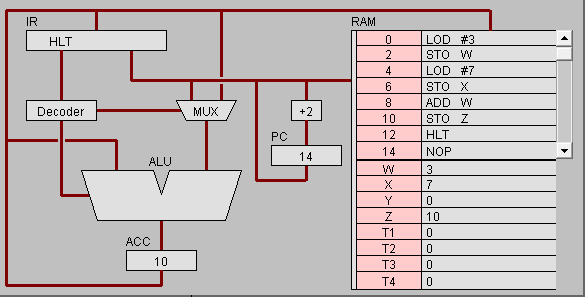 IR
HLT
Decoder
MUX
+2
PC
14
ALU
ACC
10
RAM
0 LOD #3
2 STO W
4 LOD #7
6 STO X
8 ADD W
10 STO Z
12 HLT
14 NOP
W 3
X 7
Y 0
Z 10
T1 0
T2 0
T3 0
T4 0